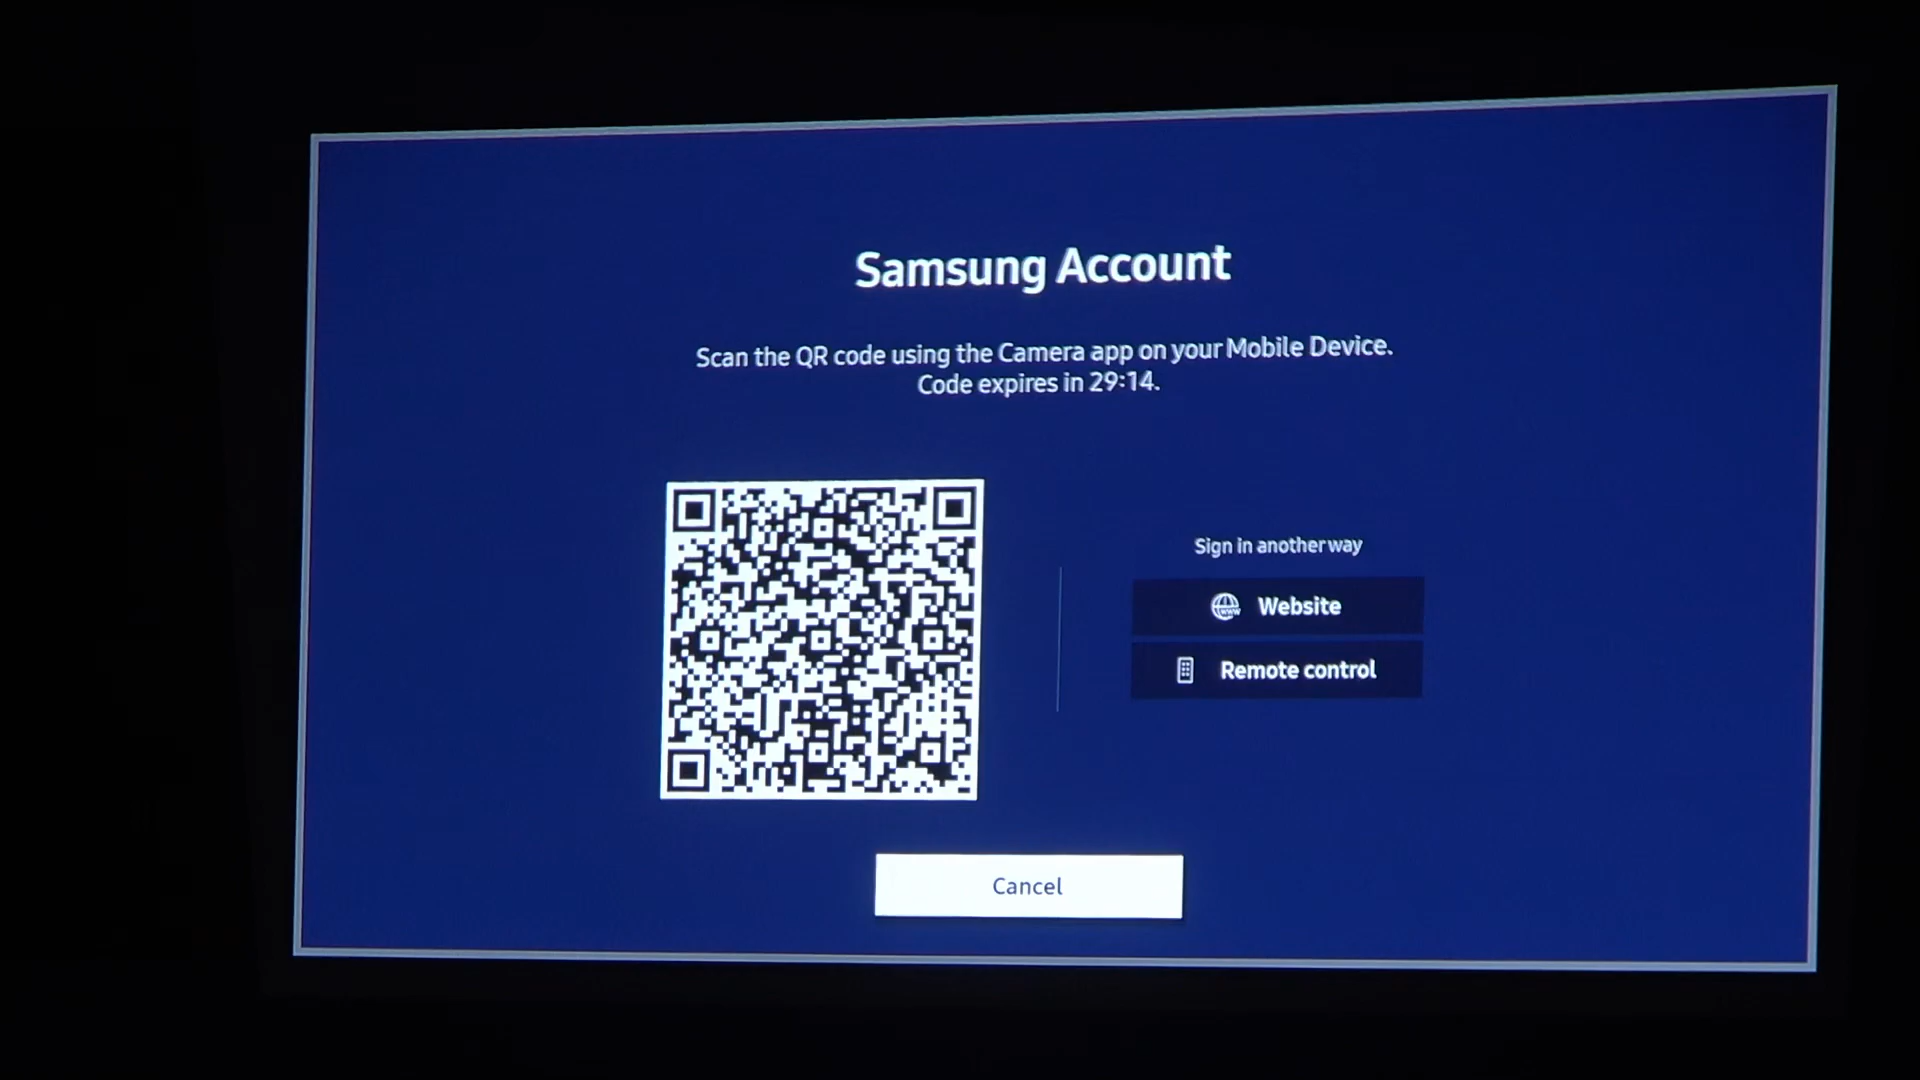 Samsung Account
Scan the QR code using the Camera app on your Mobile Device.
Code expires in 29:14.
Sign in another way
www Website
Remote control
Cancel